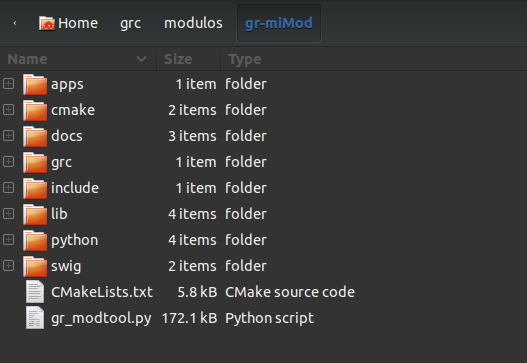 Home grc modulos gr-miMod
Name Size Type
apps 1 item folder
cmake 2 items folder
docs 3 items folder
grc 1 item folder
include 1 item folder
lib 4 items folder
python 4 items folder
swig 2 items folder
CMakeLists.txt 5.8 kB CMake source code
gr_modtool.py 172.1 kB Python script